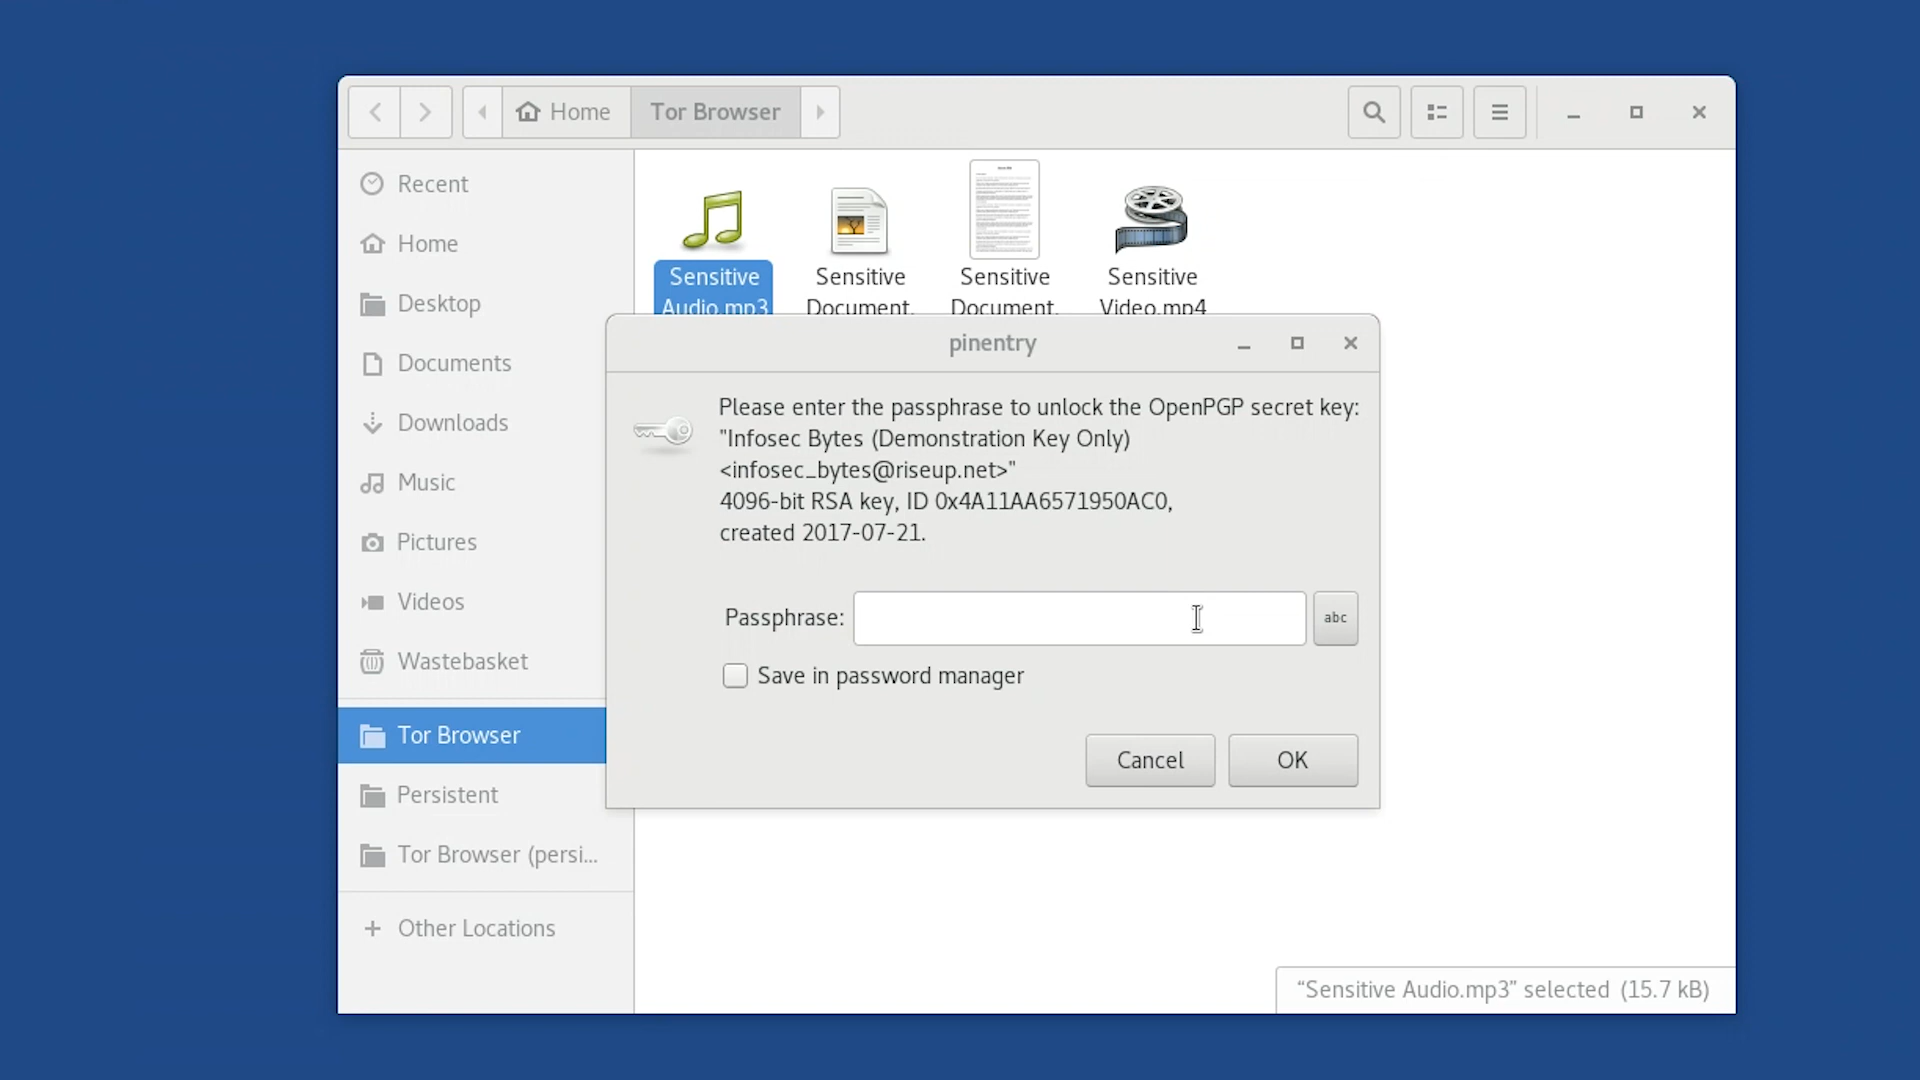 Home
Tor Browser
Recent
Home
Desktop
Documents
Downloads
Music
Pictures
Videos
Wastebasket
Tor Browser
Persistent
Tor Browser (persi...
Other Locations
Sensitive
Audio.mp3
Sensitive
Document.
Sensitive
Document.
Sensitive
Video.mp4
pinentry
Please enter the passphrase to unlock the OpenPGP secret key:
"Infosec Bytes (Demonstration Key Only)
<infosec_bytes@riseup.net>"
4096-bit RSA key, ID 0x4A11AA6571950AC0,
created 2017-07-21.
Passphrase:
abc
Save in password manager
Cancel
OK
“Sensitive Audio.mp3” selected (15.7 kB)